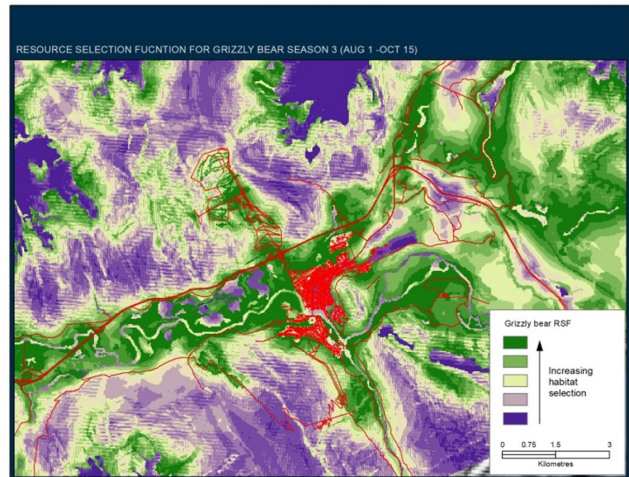 RESOURCE SELECTION FUCNTION FOR GRIZZLY BEAR SEASON 3 (AUG 1 -OCT 15)
Grizzly bear RSF
Increasing
habitat
selection
0 0.75 1.5 3
Kilometres